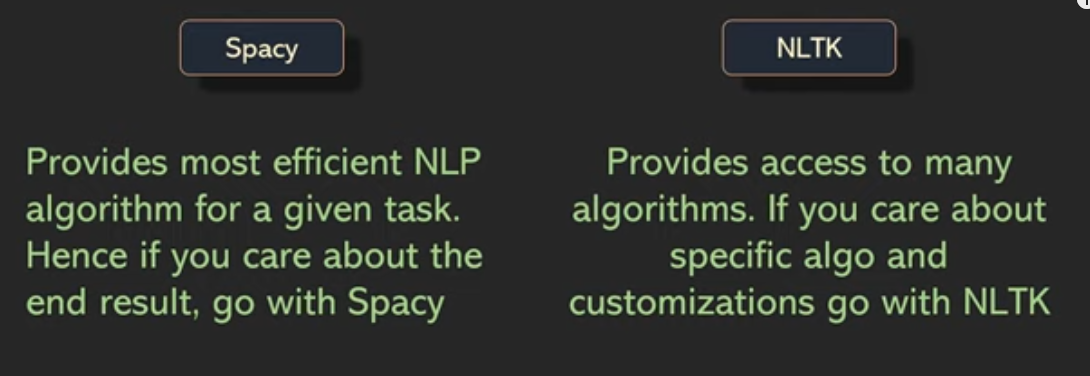 Spacy
NLTK
Provides most efficient NLP
algorithm for a given task.
Hence if you care about the
end result, go with Spacy
Provides access to many
algorithms. If you care about
specific algo and
customizations go with NLTK